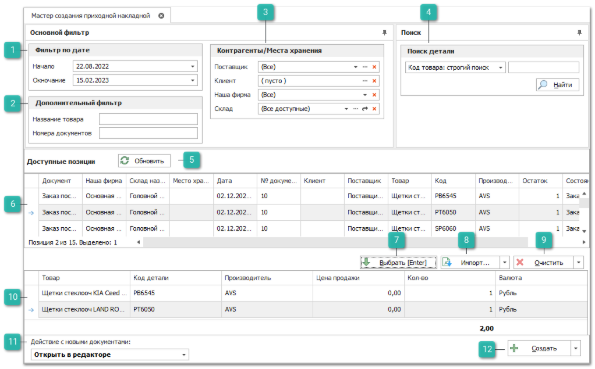 Мастер создания приходной накладной
Основной фильтр
3
4
Поиск
1
Фильтр по дате
Начало 22.08.2022
Окночание 15.02.2023
2
Дополнительный фильтр
Название товара
Номера документов
Контрагенты/Места хранения
Поставщик (Все)
Клиент ( пусто )
Наша фирма (Все)
Склад (Все доступные)
Поиск детали
Код товара: строгий поиск
Найти
Доступные позиции Обновить 5
Документ Наша фирма Склад наз... Место хра... Дата № докуме... Клиент Поставщик Товар Код Производ... Остаток Состоян
6
Заказ пос... Основная ... Головной ... 02.12.202... 10 Поставщи... Щетки ст... PB6545 AVS 1 Зака
Заказ пос... Основная ... Головной ... 02.12.202... 10 Поставщи... Щетки ст... PT6050 AVS 1 Зака
Заказ пос... Основная ... Головной ... 02.12.202... 10 Поставщи... Щетки ст... SP6060 AVS 1 Зака
Позиция 2 из 15. Выделено: 1
7
8
9
Выбрать [Enter] Импорт... Очистить
Товар Код детали Производитель Цена продажи Кол-во Валюта
10
Щетки стеклооч KIA Ceed ... PB6545 AVS 0,00 1 Рубль
Щетки стеклооч LAND RO... PT6050 AVS 0,00 1 Рубль
2,00
11
Действие с новыми документами:
Открыть в редакторе
12
Создать